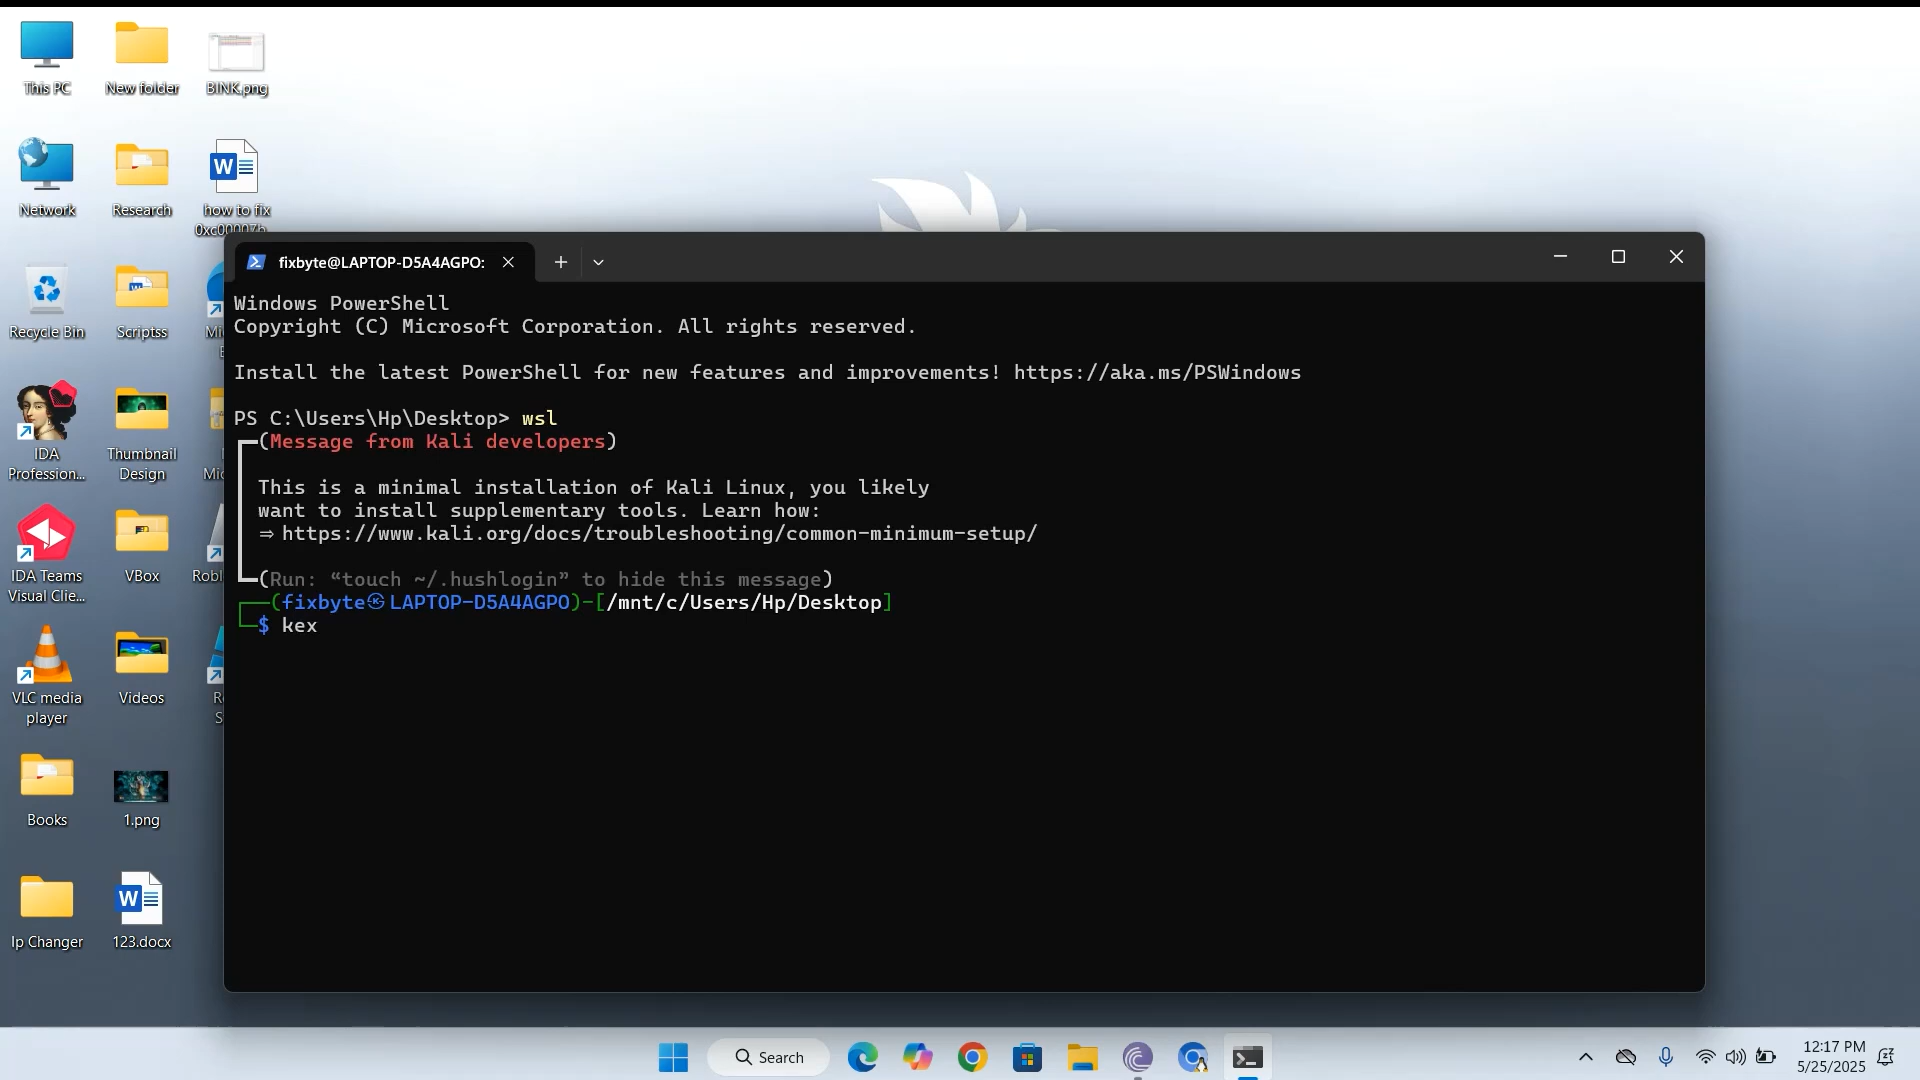 This PC
New folder
BINK.png
Network
Research
how to fix
0xc00007b...
Recycle Bin
Scriptss
IDA
Profession...
Thumbnail
Design
IDA Teams
Visual Clie...
VBox
VLC media
player
Videos
Books
1.png
Ip Changer
123.docx
fixbyte@LAPTOP-D5A4AGPO:
Windows PowerShell
Copyright (C) Microsoft Corporation. All rights reserved.
Install the latest PowerShell for new features and improvements! https://aka.ms/PSWindows
PS C:\Users\Hp\Desktop> wsl
┏━(Message from Kali developers)
┃ This is a minimal installation of Kali Linux, you likely
┃ want to install supplementary tools. Learn how:
┃ ⇒ https://www.kali.org/docs/troubleshooting/common-minimum-setup/
┗━(Run: “touch ~/.hushlogin” to hide this message)
┌──(fixbyte㉿LAPTOP-D5A4AGPO)-[/mnt/c/Users/Hp/Desktop]
└─$ kex
Search
12:17 PM
5/25/2025